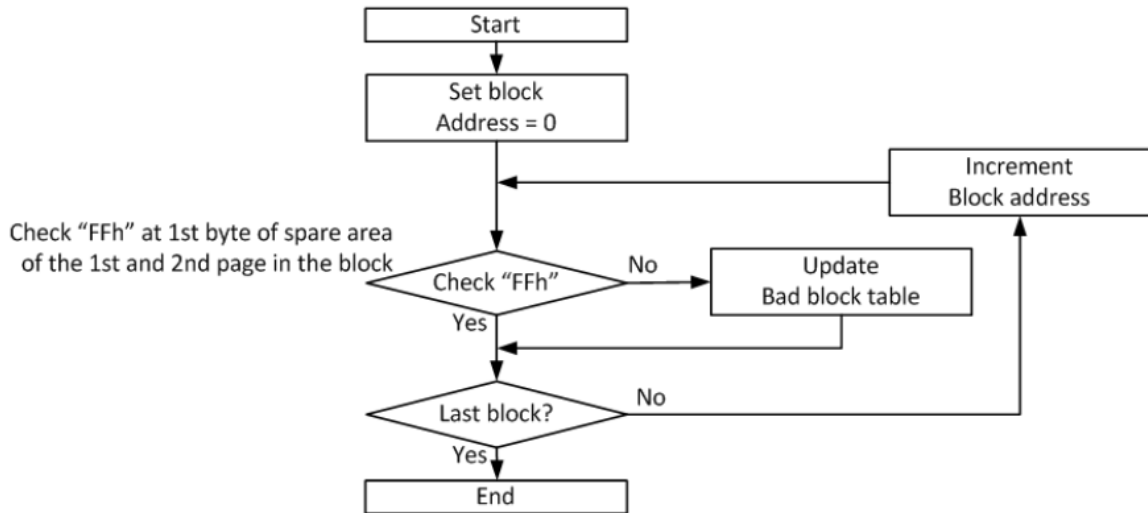 Start
Set block
Address = 0
Increment
Block address
Check “FFh” at 1st byte of spare area
of the 1st and 2nd page in the block
Check “FFh”
No
Update
Bad block table
Yes
Last block?
No
Yes
End